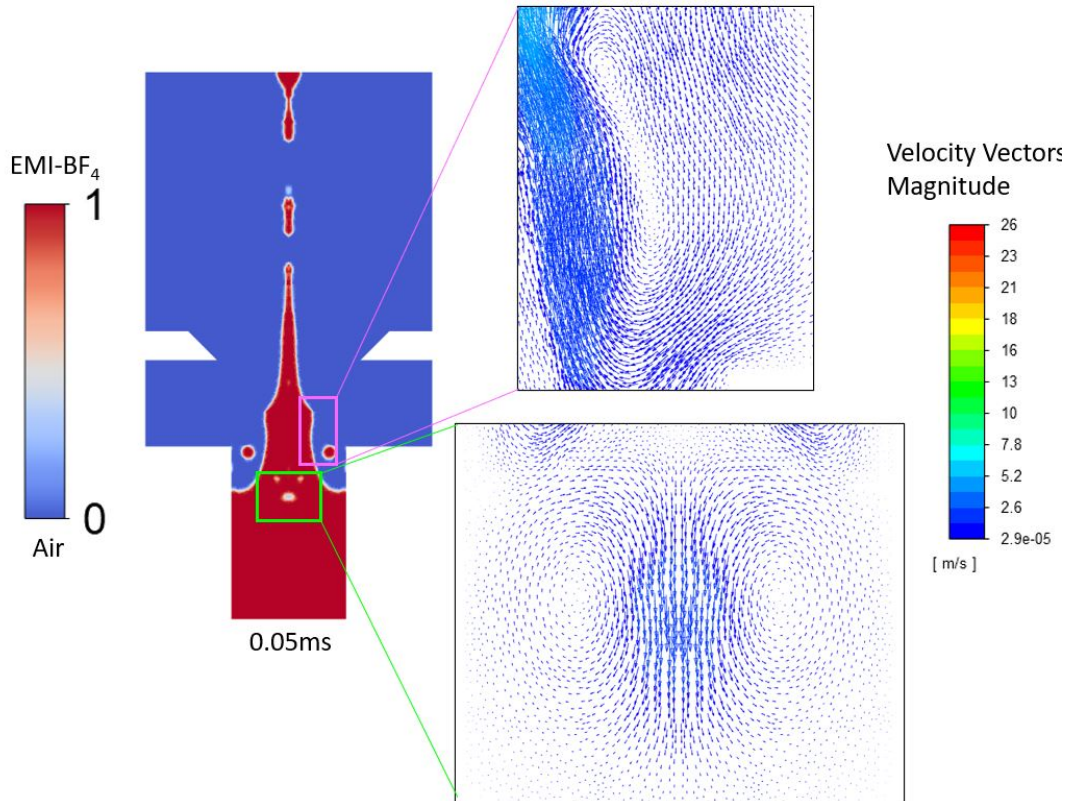 EMI-BF₄
1
0
Air
0.05ms
Velocity Vectors
Magnitude
26
23
21
18
16
13
10
7.8
5.2
2.6
2.9e-05
[ m/s ]